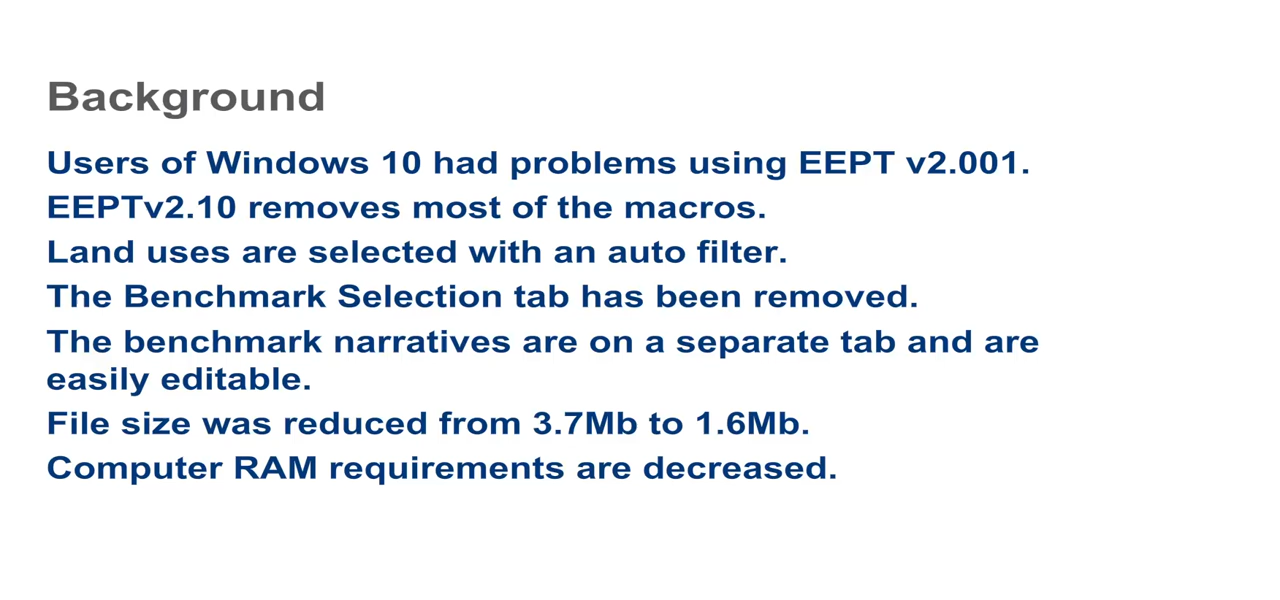 Background
Users of Windows 10 had problems using EEPT v2.001.
EEPTv2.10 removes most of the macros.
Land uses are selected with an auto filter.
The Benchmark Selection tab has been removed.
The benchmark narratives are on a separate tab and are
easily editable.
File size was reduced from 3.7Mb to 1.6Mb.
Computer RAM requirements are decreased.